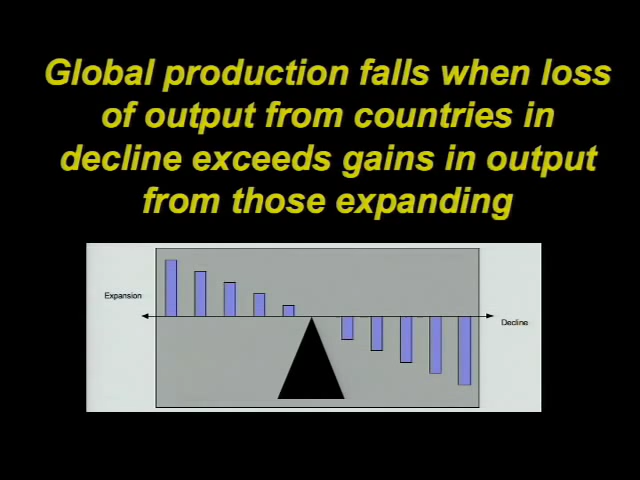 Global production falls when loss
of output from countries in
decline exceeds gains in output
from those expanding
Expansion
Decline